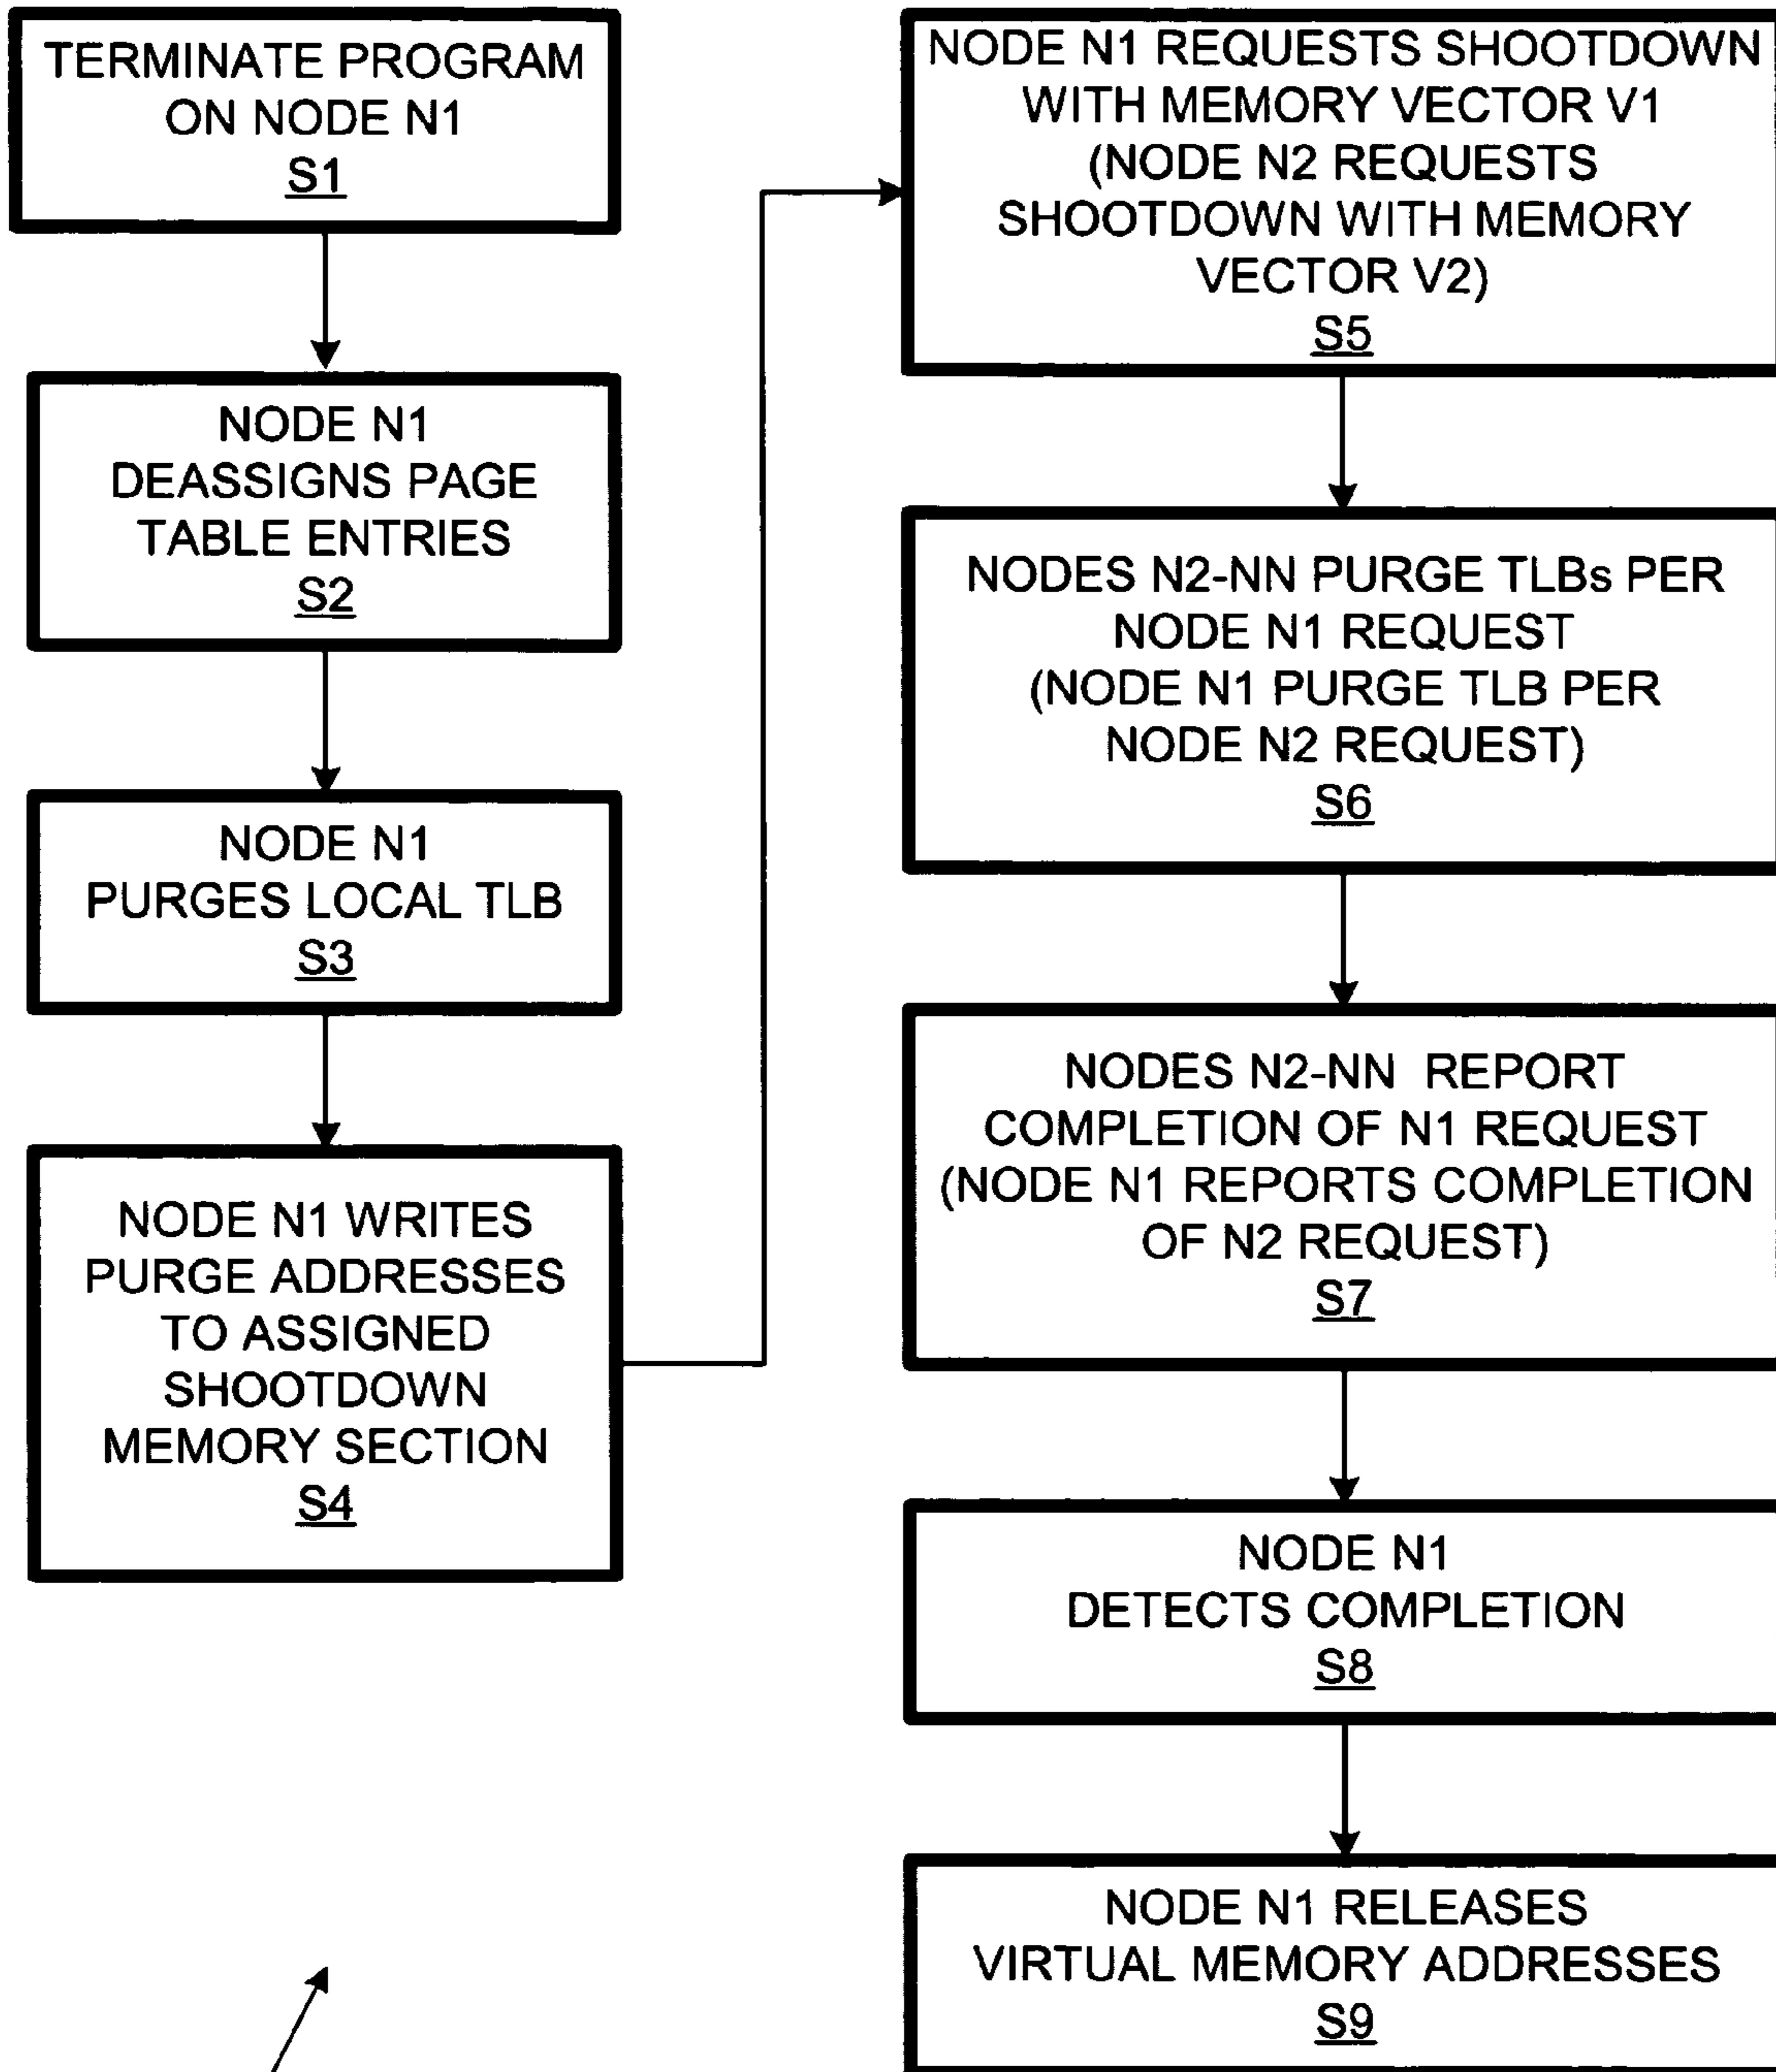 TERMINATE PROGRAM
ON NODE N1
S1
NODE N1
DEASSIGNS PAGE
TABLE ENTRIES
S2
NODE N1
PURGES LOCAL TLB
S3
NODE N1 WRITES
PURGE ADDRESSES
TO ASSIGNED
SHOOTDOWN
MEMORY SECTION
S4
NODE N1 REQUESTS SHOOTDOWN
WITH MEMORY VECTOR V1
(NODE N2 REQUESTS
SHOOTDOWN WITH MEMORY
VECTOR V2)
S5
NODES N2-NN PURGE TLBs PER
NODE N1 REQUEST
(NODE N1 PURGE TLB PER
NODE N2 REQUEST)
S6
NODES N2-NN REPORT
COMPLETION OF N1 REQUEST
(NODE N1 REPORTS COMPLETION
OF N2 REQUEST)
S7
NODE N1
DETECTS COMPLETION
S8
NODE N1 RELEASES
VIRTUAL MEMORY ADDRESSES
S9